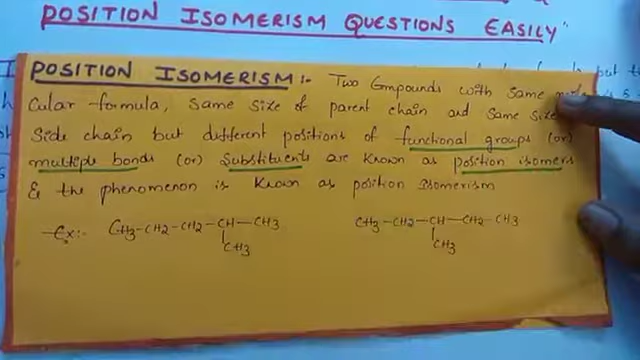 POSITION ISOMERISM QUESTIONS EASILY"
POSITION ISOMERISM :- Two Compounds with same
cular formula, same size of parent chain and same size
Side chain but different positions of functional groups (or)
multiple bonds (or) Substituents are known as position isomers
& the phenomenon is known as position Isomerism
Ex:- CH3-CH2-CH2-CH-CH3 CH3-CH2-CH-CH2-CH3
CH3 CH3